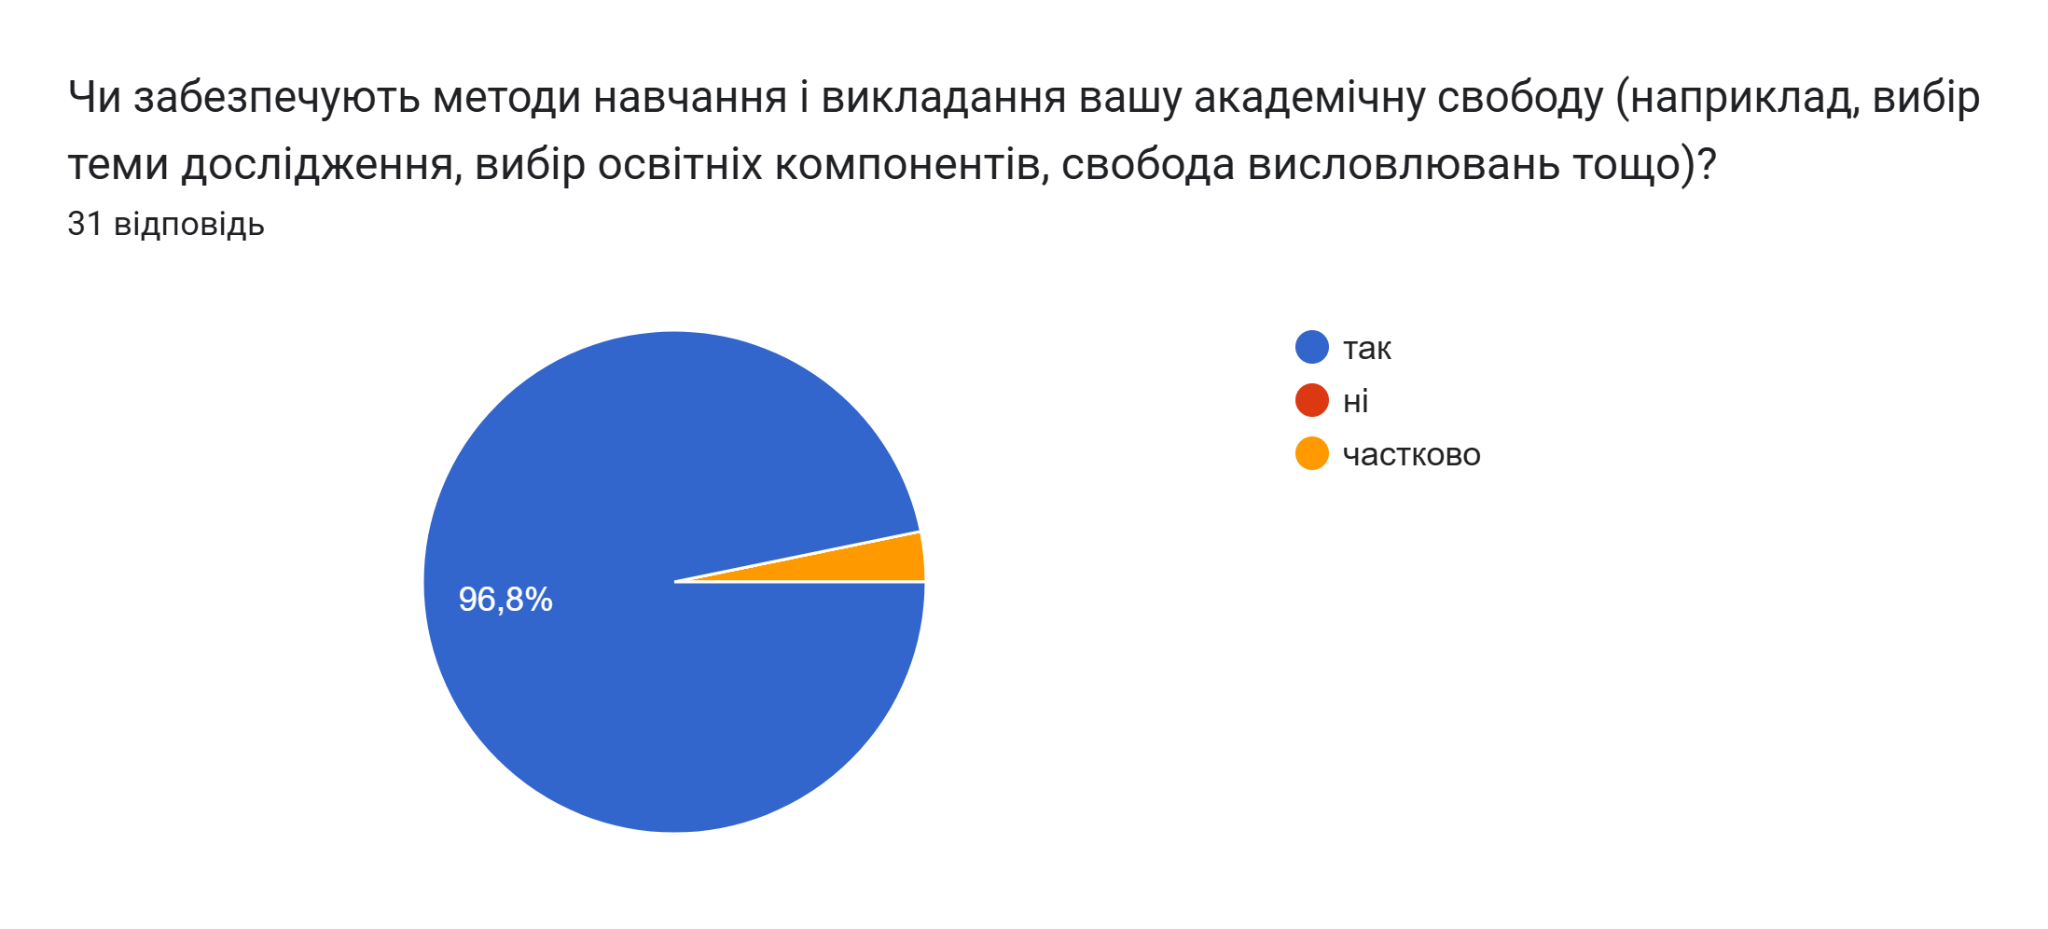 Чи забезпечують методи навчання і викладання вашу академічну свободу (наприклад, вибір
теми дослідження, вибір освітніх компонентів, свобода висловлювань тощо)?
31 відповідь
так
ні
частково
96,8%